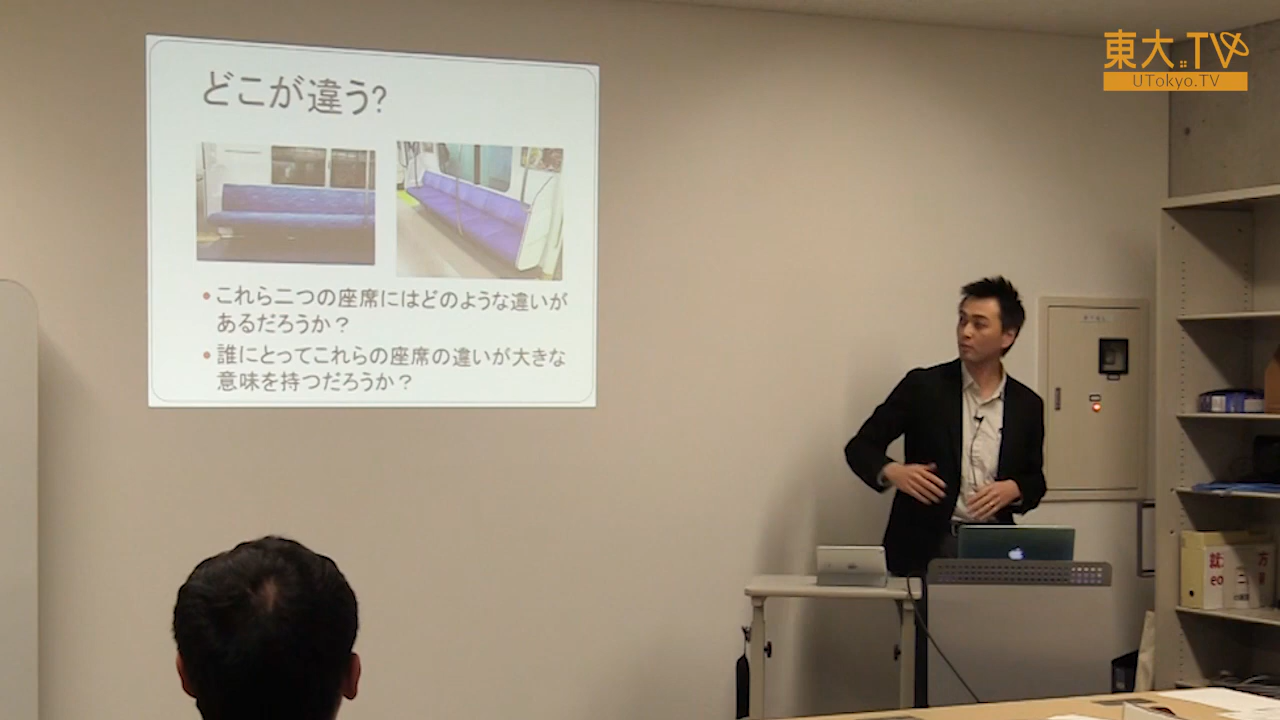 東大.TV
UTokyo.TV
どこが違う?
• これら二つの座席にはどのような違いが
あるだろうか？
• 誰にとってこれらの座席の違いが大きな
意味を持つだろうか？